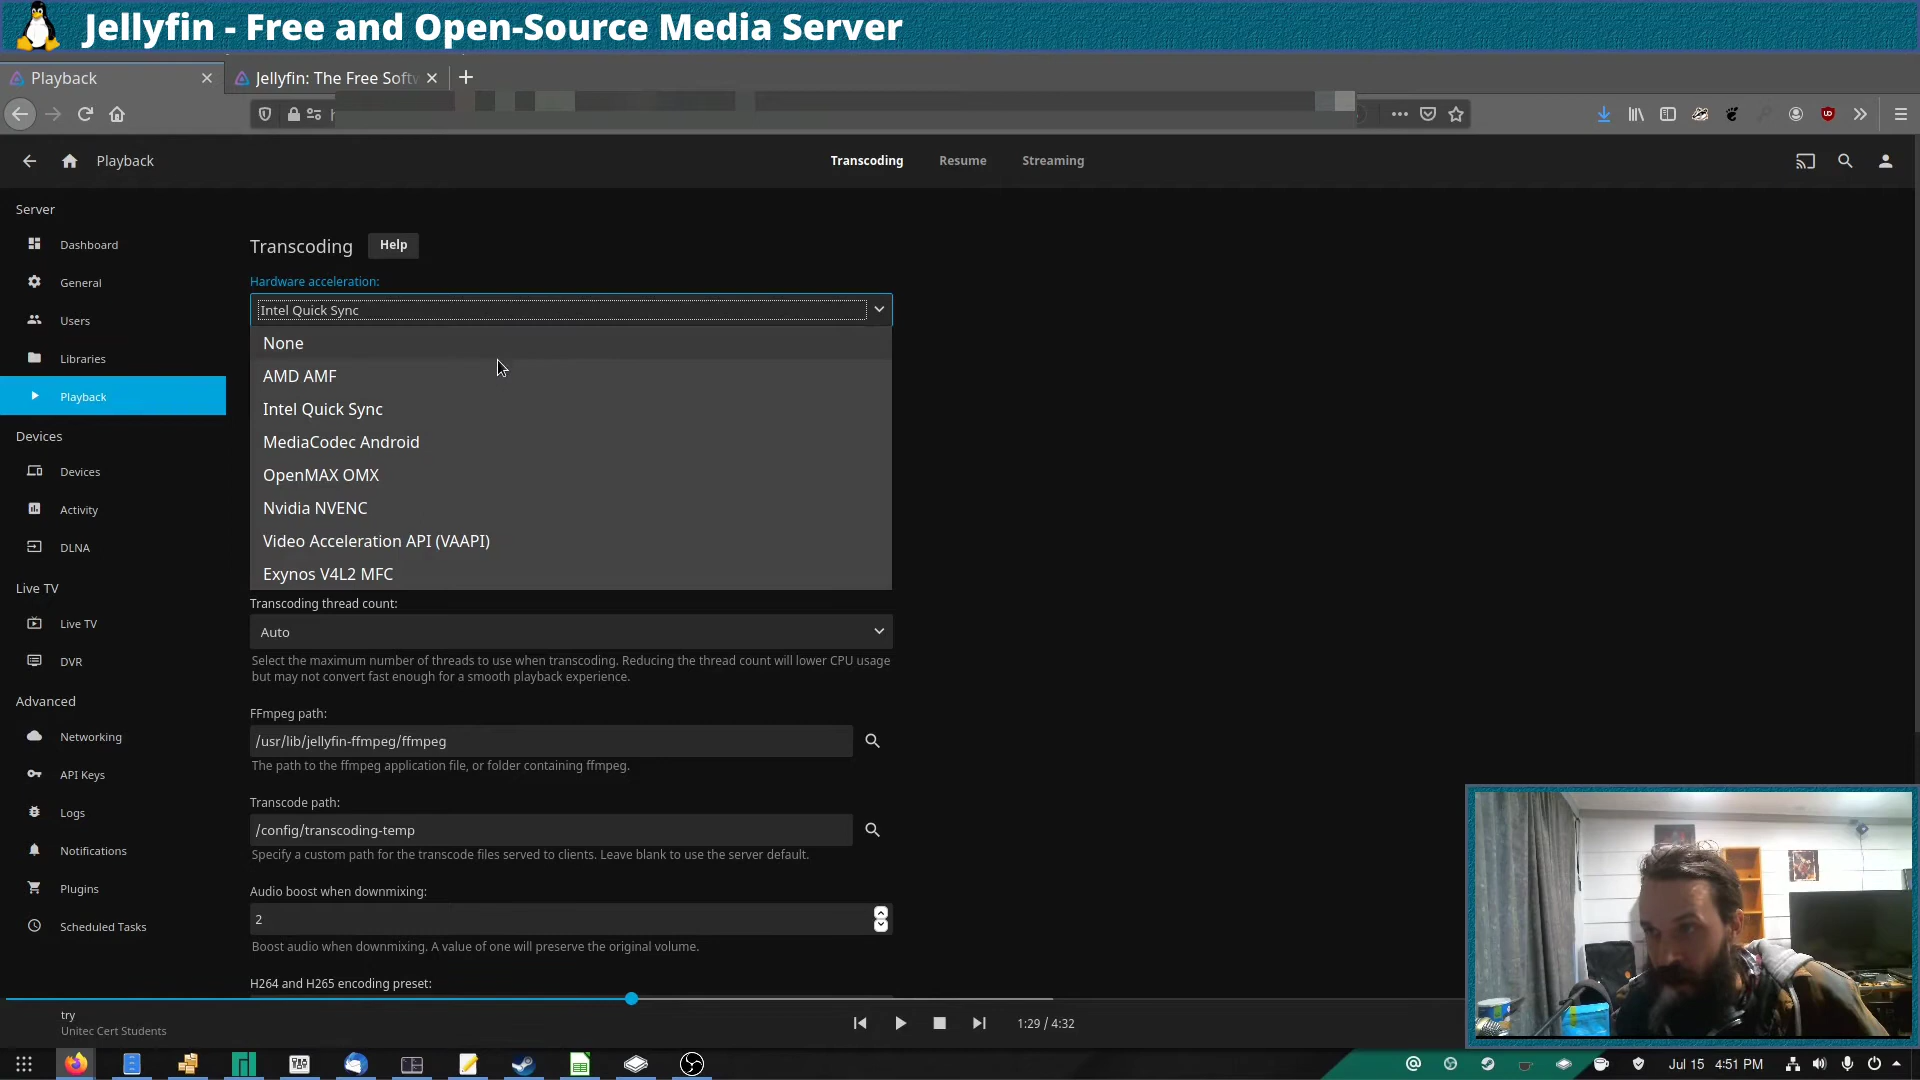 Jellyfin - Free and Open-Source Media Server
Playback
Jellyfin: The Free Softw
Playback
Transcoding
Resume
Streaming
Server
Dashboard
General
Users
Libraries
Playback
Devices
Devices
Activity
DLNA
Live TV
Live TV
DVR
Advanced
Networking
API Keys
Logs
Notifications
Plugins
Scheduled Tasks
Transcoding
Help
Hardware acceleration:
Intel Quick Sync
None
AMD AMF
Intel Quick Sync
MediaCodec Android
OpenMAX OMX
Nvidia NVENC
Video Acceleration API (VAAPI)
Exynos V4L2 MFC
Transcoding thread count:
Auto
Select the maximum number of threads to use when transcoding. Reducing the thread count will lower CPU usage
but may not convert fast enough for a smooth playback experience.
FFmpeg path:
/usr/lib/jellyfin-ffmpeg/ffmpeg
The path to the ffmpeg application file, or folder containing ffmpeg.
Transcode path:
/config/transcoding-temp
Specify a custom path for the transcode files served to clients. Leave blank to use the server default.
Audio boost when downmixing:
2
Boost audio when downmixing. A value of one will preserve the original volume.
H264 and H265 encoding preset:
try
Unitec Cert Students
1:29 / 4:32
Jul 15 4:51 PM